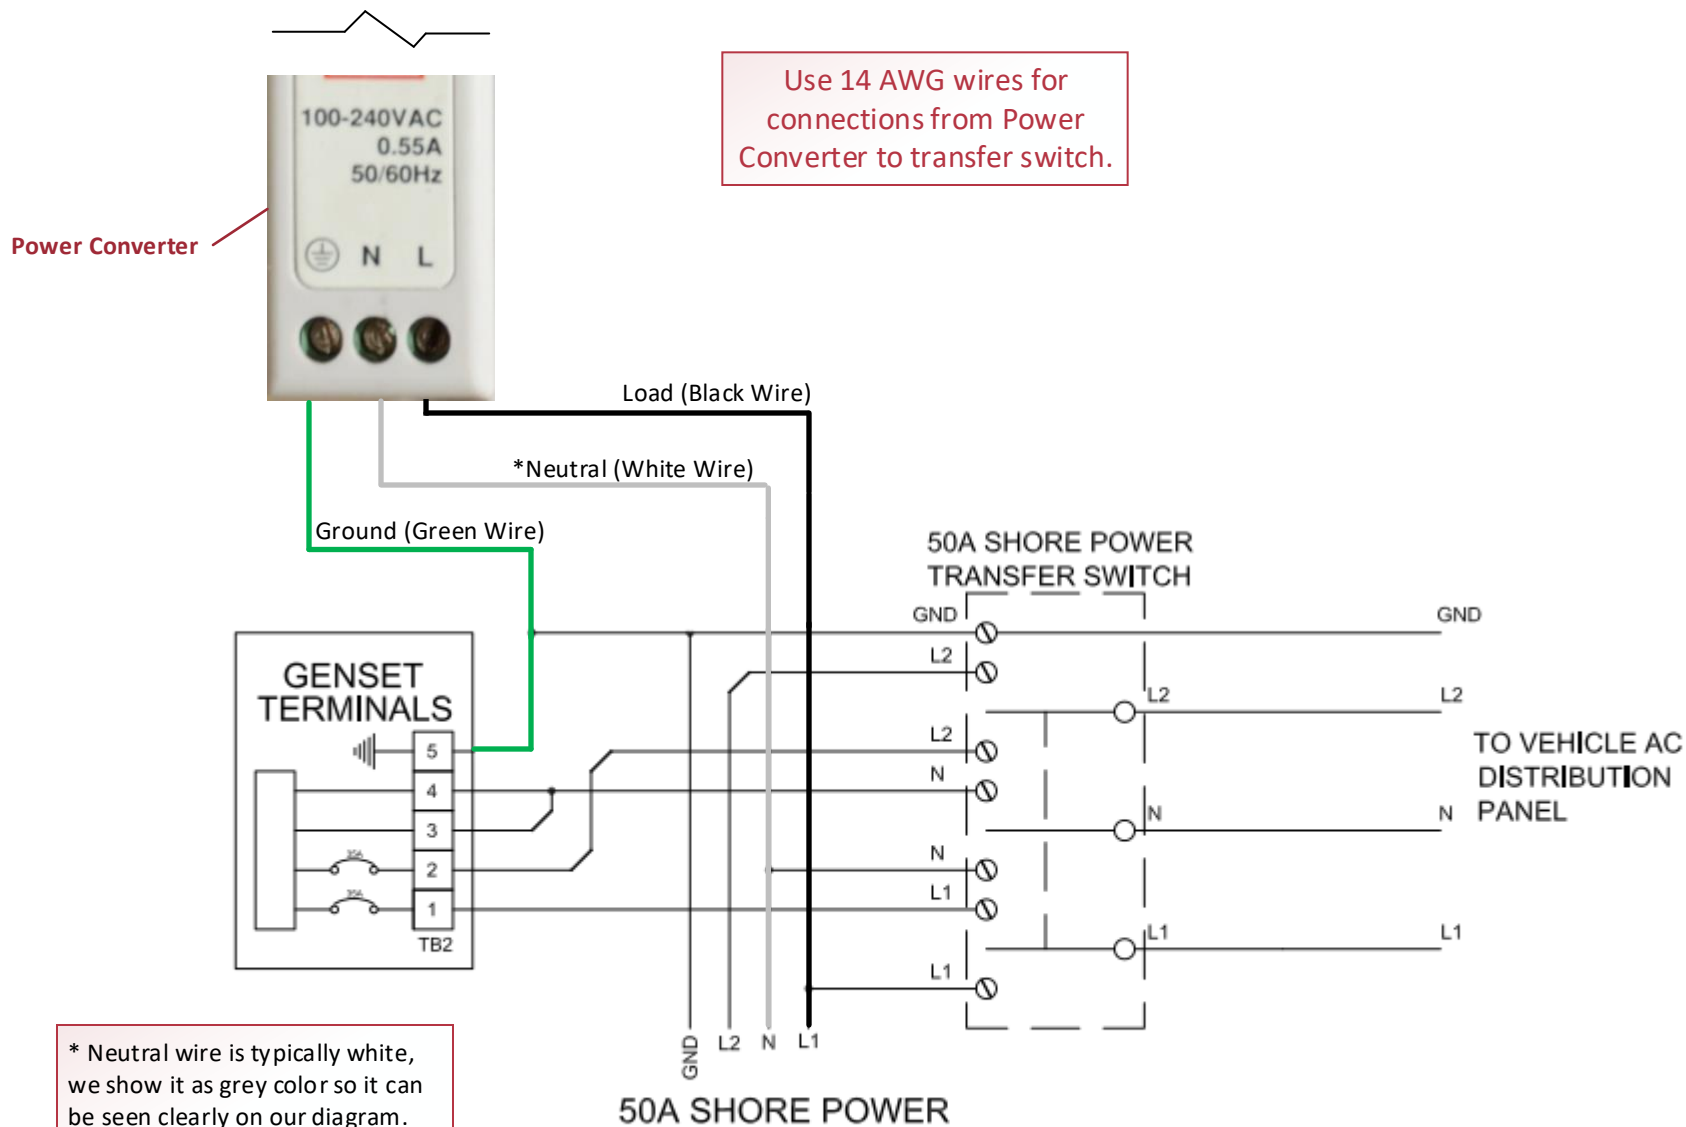 Use 14 AWG wires for
connections from Power
Converter to transfer switch.
100-240VAC
0.55A
50/60Hz
Power Converter
N L
Load (Black Wire)
*Neutral (White Wire)
Ground (Green Wire)
50A SHORE POWER
TRANSFER SWITCH
GND
GND
L2
GENSET
TERMINALS
L2
L2
L2
5
TO VEHICLE AC
DISTRIBUTION
PANEL
N
4
N
N
3
N
35A
2
L1
35A
1
TB2
L1
L1
L1
GND
L2
N
L1
50A SHORE POWER
* Neutral wire is typically white,
we show it as grey color so it can
be seen clearly on our diagram.